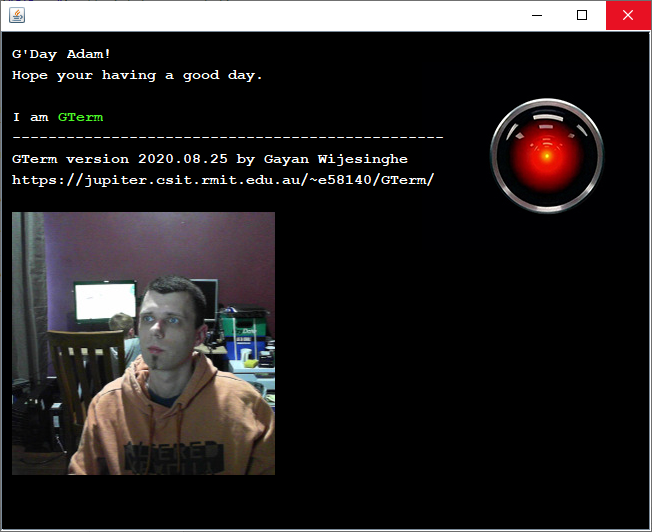 G'Day Adam!
Hope your having a good day.
I am GTerm
------------------------------------------------
GTerm version 2020.08.25 by Gayan Wijesinghe
https://jupiter.csit.rmit.edu.au/~e58140/GTerm/
ALTERED